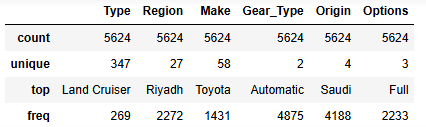 Type Region Make Gear_Type Origin Options
count 5624 5624 5624 5624 5624 5624
unique 347 27 58 2 4 3
top Land Cruiser Riyadh Toyota Automatic Saudi Full
freq 269 2272 1431 4875 4188 2233